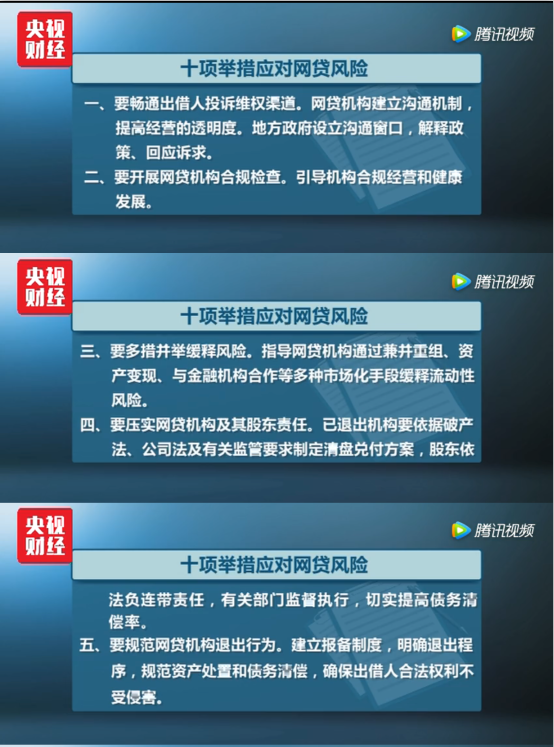 央视
财经
腾讯视频
十项举措应对网贷风险
一、要畅通出借人投诉维权渠道。网贷机构建立沟通机制，
提高经营的透明度。地方政府设立沟通窗口，解释政
策、回应诉求。
二、要开展网贷机构合规检查。引导机构合规经营和健康
发展。
央视
财经
腾讯视频
十项举措应对网贷风险
三、要多措并举缓释风险。指导网贷机构通过兼并重组、资
产变现、与金融机构合作等多种市场化手段缓释流动性
风险。
四、要压实网贷机构及其股东责任。已退出机构要依据破产
法、公司法及有关监管要求制定清盘兑付方案，股东依
央视
财经
腾讯视频
十项举措应对网贷风险
法负连带责任，有关部门监督执行，切实提高债务清
偿率。
五、要规范网贷机构退出行为。建立报备制度，明确退出程
序，规范资产处置和债务清偿，确保出借人合法权利不
受侵害。